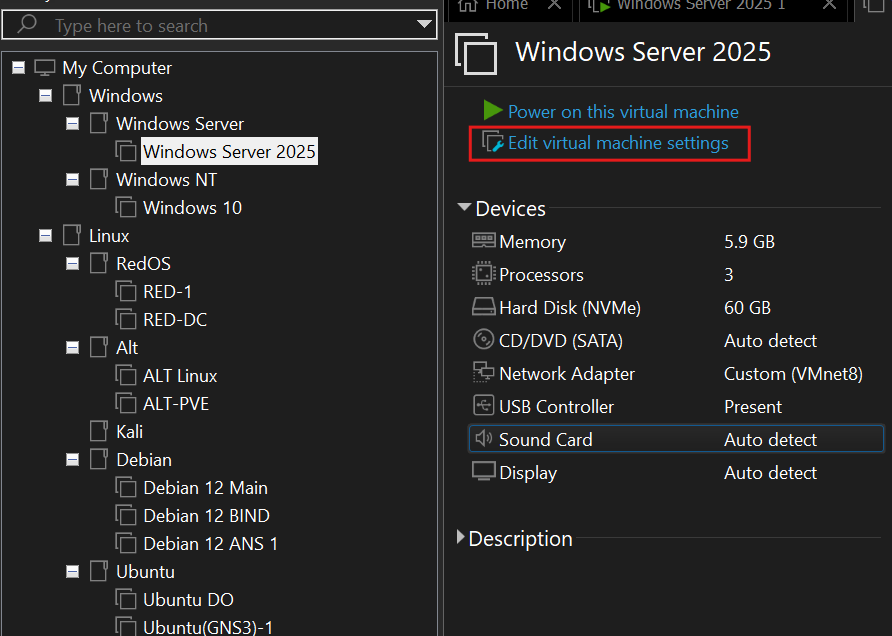 Type here to search
My Computer
Windows
Windows Server
Windows Server 2025
Windows NT
Windows 10
Linux
RedOS
RED-1
RED-DC
Alt
ALT Linux
ALT-PVE
Kali
Debian
Debian 12 Main
Debian 12 BIND
Debian 12 ANS 1
Ubuntu
Ubuntu DO
Ubuntu(GNS3)-1
Home
Windows Server 2025 1
Windows Server 2025
Power on this virtual machine
Edit virtual machine settings
Devices
Memory 5.9 GB
Processors 3
Hard Disk (NVMe) 60 GB
CD/DVD (SATA) Auto detect
Network Adapter Custom (VMnet8)
USB Controller Present
Sound Card Auto detect
Display Auto detect
Description